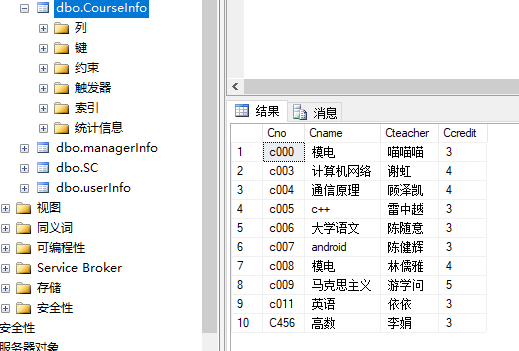 dbo.CourseInfo
列
键
约束
触发器
索引
统计信息
dbo.managerInfo
dbo.SC
dbo.userInfo
视图
同义词
可编程性
Service Broker
存储
安全性
安全性
服务器对象
结果 消息
Cno Cname Cteacher Ccredit
1 c000 模电 喵喵喵 3
2 c003 计算机网络 谢虹 4
3 c004 通信原理 顾泽凯 4
4 c005 c++ 雷中越 3
5 c006 大学语文 陈随意 3
6 c007 android 陈健辉 3
7 c008 模电 林儒雅 4
8 c009 马克思主义 游学问 5
9 c011 英语 依依 3
10 C456 高数 李娟 3